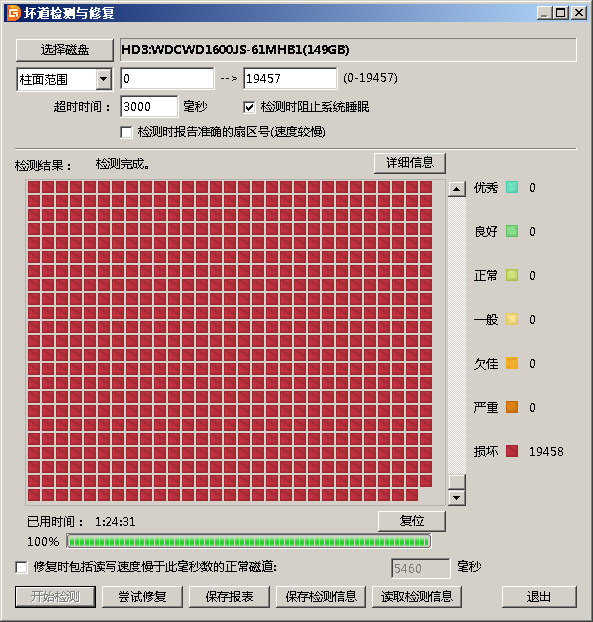 坏道检测与修复
选择磁盘 HD3:WDCWD1600JS-61MHB1(149GB)
柱面范围 0 --> 19457 (0-19457)
超时时间： 3000 毫秒 检测时阻止系统睡眠
检测时报告准确的扇区号(速度较慢)
检测结果： 检测完成。 详细信息
优秀 0
良好 0
正常 0
一般 0
欠佳 0
严重 0
损坏 19458
已用时间： 1:24:31 复位
100%
修复时包括读写速度慢于此毫秒数的正常磁道: 5460 毫秒
开始检测 尝试修复 保存报表 保存检测信息 读取检测信息 退出